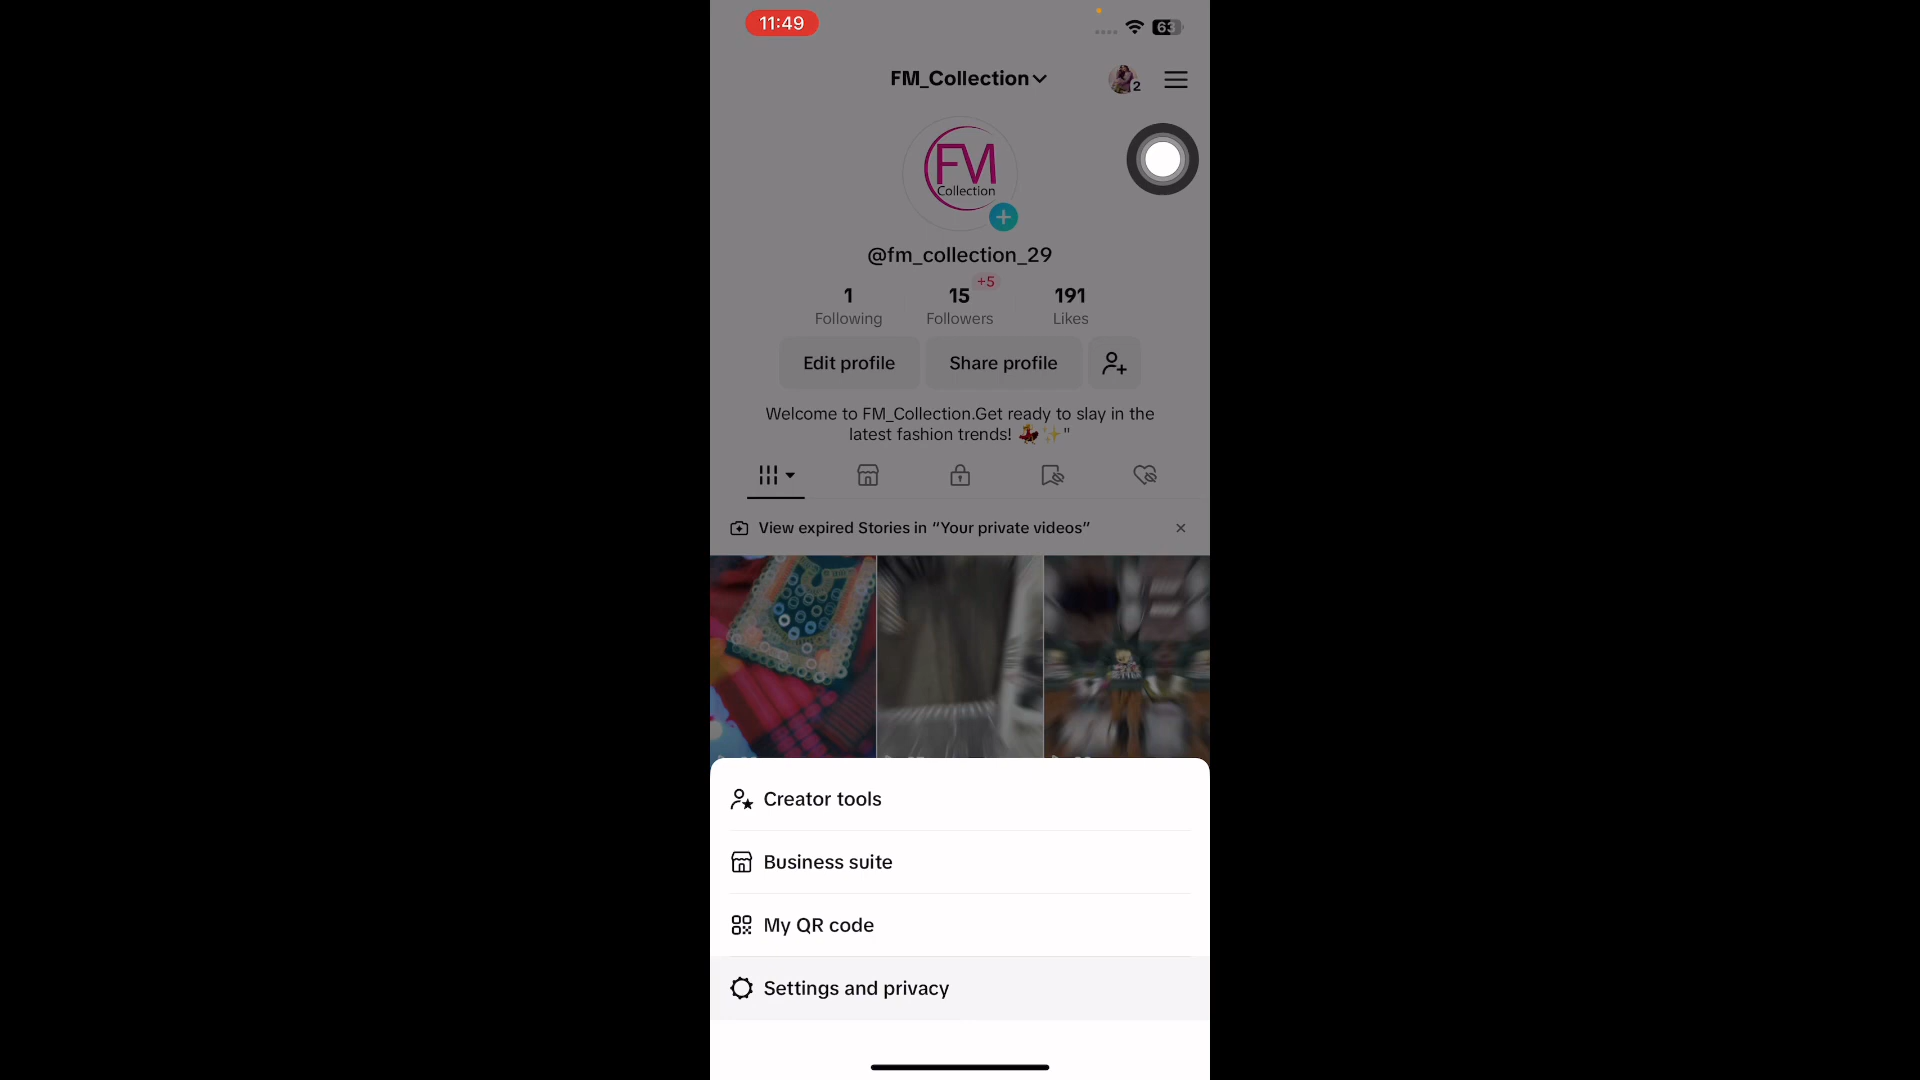 11:49
63
FM_Collection
2
FM
Collection
@fm_collection_29
1
15
+5
191
Following
Followers
Likes
Edit profile
Share profile
Welcome to FM_Collection.Get ready to slay in the
latest fashion trends! 💃✨"
View expired Stories in “Your private videos”
Creator tools
Business suite
My QR code
Settings and privacy